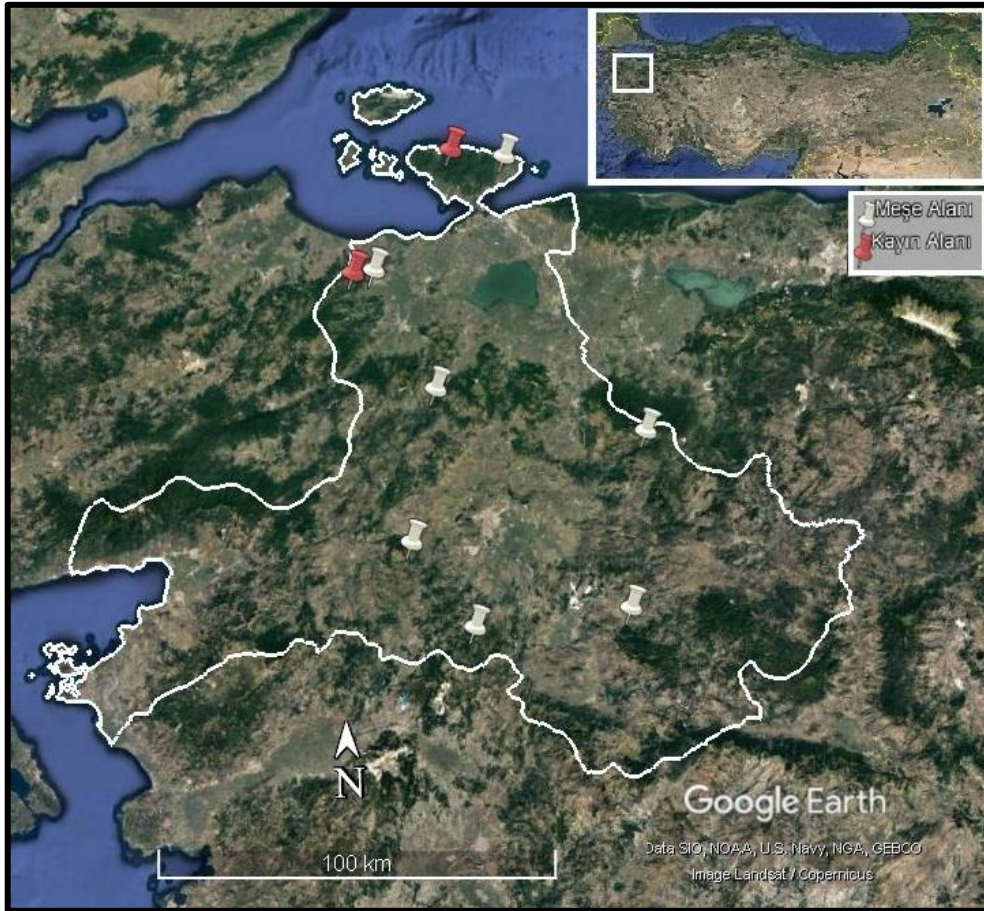 Meşe Alanı
Kayın Alanı
N
Google Earth
Data SIO, NOAA, U.S. Navy, NGA, GEBCO
Image Landsat / Copernicus
100 km